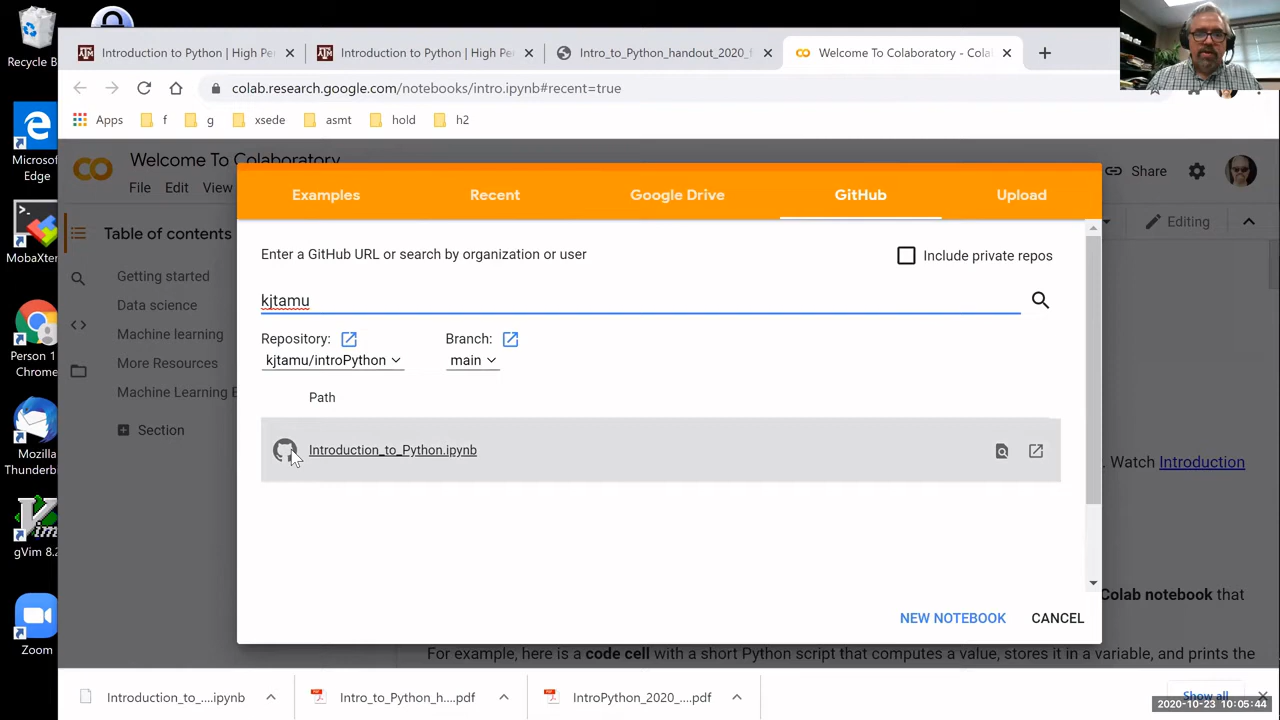 Recycle B
Microsof
Edge
MobaXter
Person 1
Chrome
Mozilla
Thunderb
gVim 8.2
Zoom
Introduction to Python | High Pe
Introduction to Python | High Pe
Intro_to_Python_handout_2020_f
Welcome To Colaboratory - Cola
colab.research.google.com/notebooks/intro.ipynb#recent=true
Apps f g xsede asmt hold h2
Welcome To Colaboratory
File Edit View
Share
Editing
Table of contents
Getting started
Data science
Machine learning
More Resources
Machine Learning E
Section
Examples Recent Google Drive GitHub Upload
Enter a GitHub URL or search by organization or user
Include private repos
kjtamu
Repository: Branch:
kjtamu/introPython main
Path
Introduction_to_Python.ipynb
. Watch Introduction
Colab notebook that
NEW NOTEBOOK CANCEL
For example, here is a code cell with a short Python script that computes a value, stores it in a variable, and prints the
Introduction_to_....ipynb
Intro_to_Python_h....pdf
IntroPython_2020_....pdf
Show all
2020-10-23 10:05:44